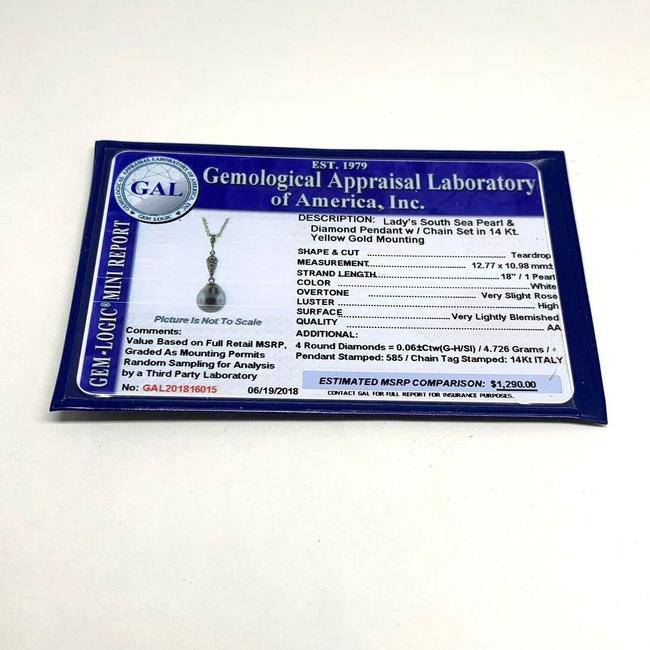 EST. 1979
Gemological Appraisal Laboratory
of America, Inc.
GEMOLOGICAL APPRAISAL LABORATORY OF AMERICA, INC.
GAL
GEM LOGIC
GEM-LOGIC® MINI REPORT
Picture Is Not To Scale
Comments:
Value Based on Full Retail MSRP,
Graded As Mounting Permits
Random Sampling for Analysis
by a Third Party Laboratory
No: GAL201816015 06/19/2018
DESCRIPTION: Lady's South Sea Pearl &
Diamond Pendant w / Chain Set in 14 Kt.
Yellow Gold Mounting
SHAPE & CUT Teardrop
MEASUREMENT 12.77 x 10.98 mm±
STRAND LENGTH 18" / 1 Pearl
COLOR White
OVERTONE Very Slight Rose
LUSTER High
SURFACE Very Lightly Blemished
QUALITY AA
ADDITIONAL:
4 Round Diamonds = 0.06±Ctw(G-H/SI) / 4.726 Grams /
Pendant Stamped: 585 / Chain Tag Stamped: 14Kt ITALY
ESTIMATED MSRP COMPARISON: $1,290.00
CONTACT GAL FOR FULL REPORT FOR INSURANCE PURPOSES.